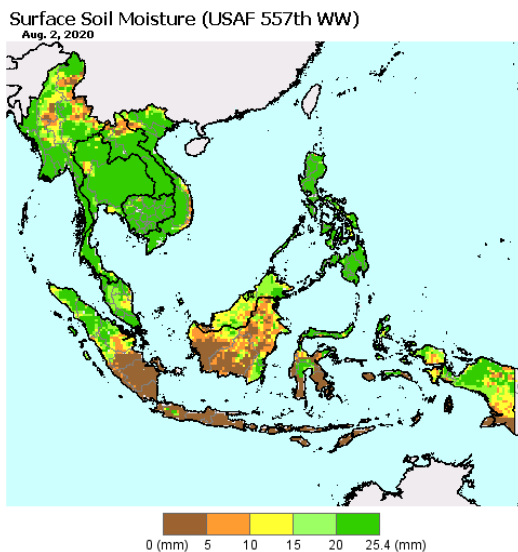 Surface Soil Moisture (USAF 557th WW)
Aug. 2, 2020
0 (mm) 5 10 15 20 25.4 (mm)